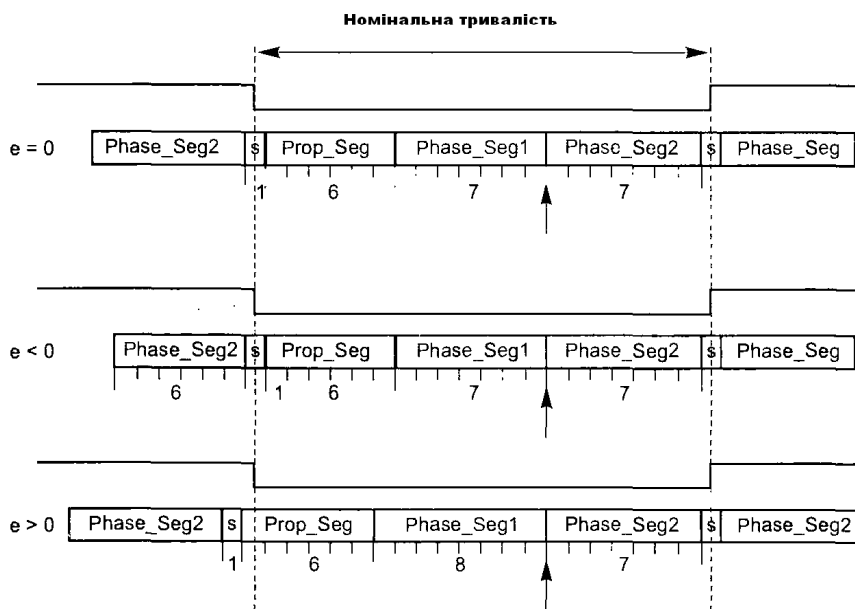 Номінальна тривалість
e = 0 Phase_Seg2 s Prop_Seg Phase_Seg1 Phase_Seg2 s Phase_Seg
1 6 7 7
e < 0 Phase_Seg2 s Prop_Seg Phase_Seg1 Phase_Seg2 s Phase_Seg
6 1 6 7 7
e > 0 Phase_Seg2 s Prop_Seg Phase_Seg1 Phase_Seg2 s Phase_Seg2
1 6 8 7